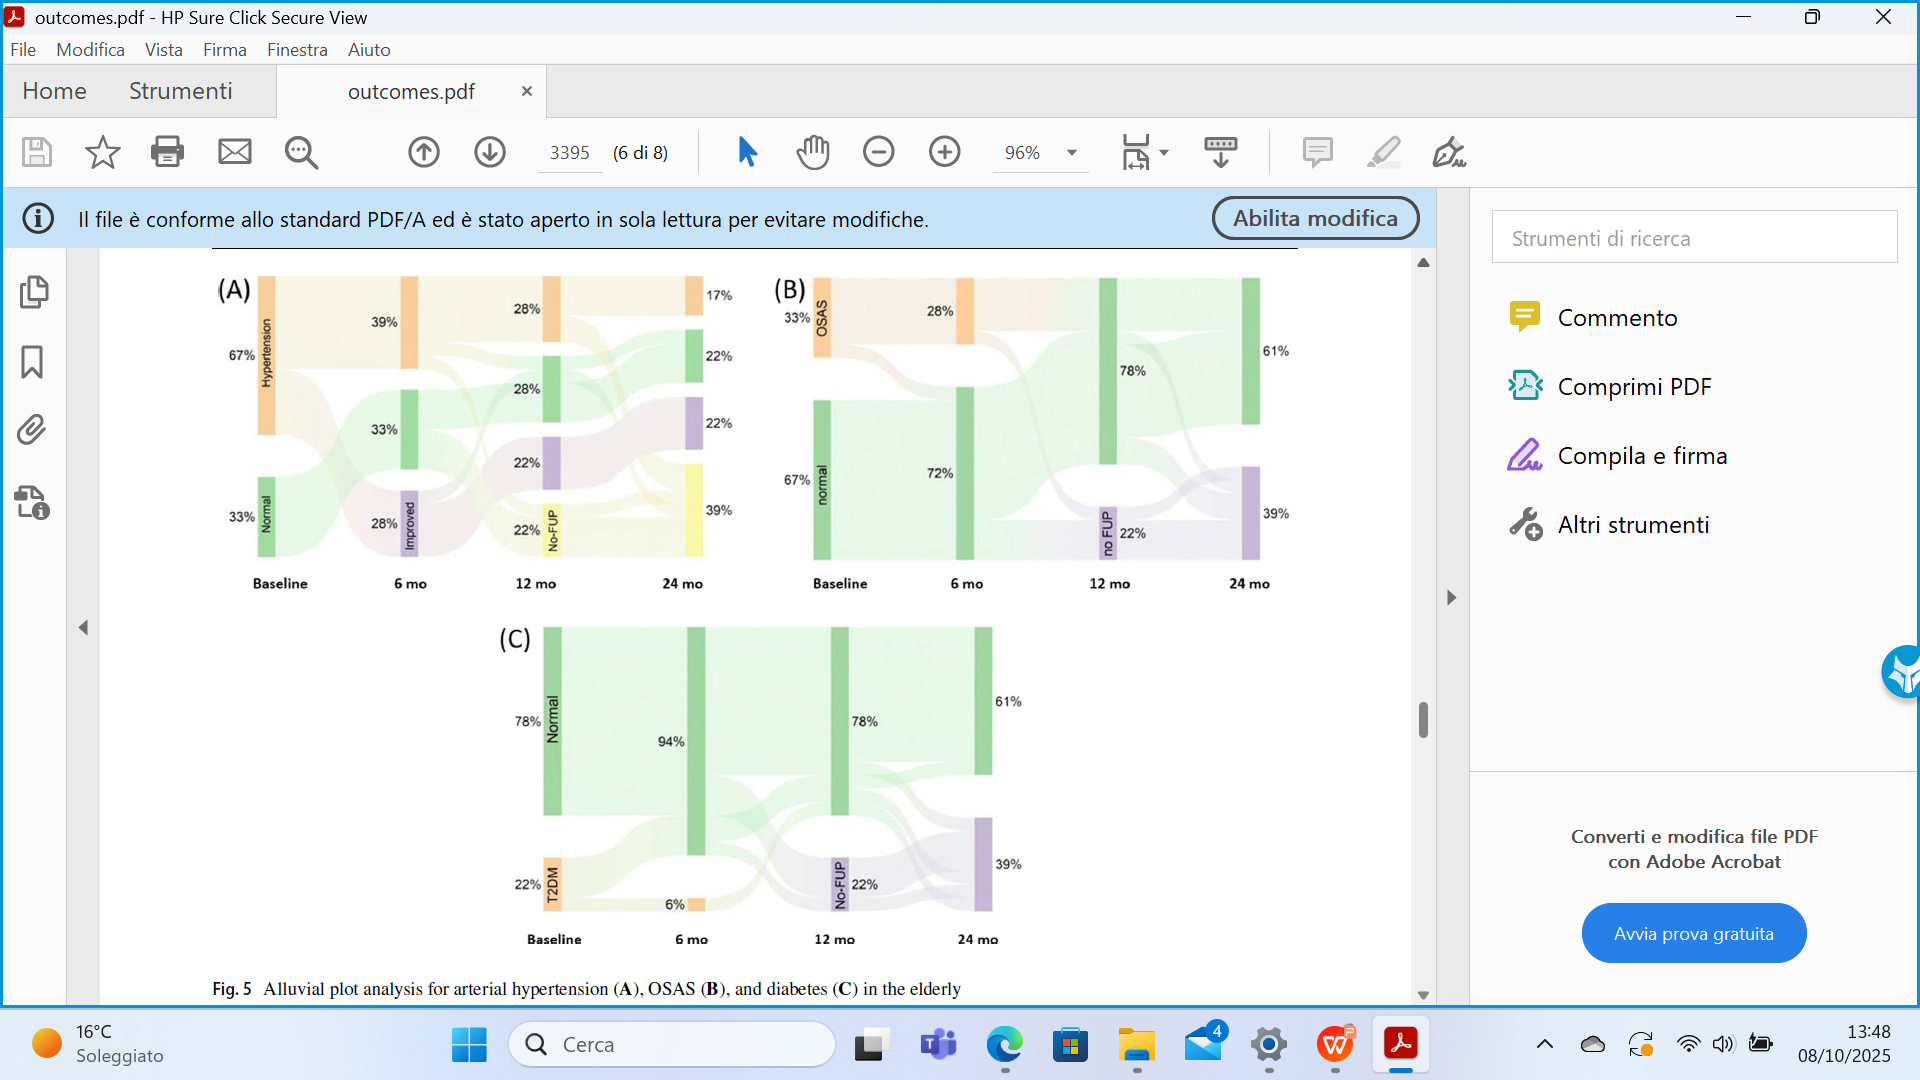 outcomes.pdf - HP Sure Click Secure View
File Modifica Vista Firma Finestra Aiuto
Home Strumenti outcomes.pdf ×
3395 (6 di 8) 96%
Il file è conforme allo standard PDF/A ed è stato aperto in sola lettura per evitare modifiche. Abilita modifica
(A)
Hypertension
67%
Normal
33%
39%
33%
Improved
28%
28%
28%
22%
No-FUP
22%
17%
22%
22%
39%
Baseline 6 mo 12 mo 24 mo
(B)
OSAS
33%
normal
67%
28%
72%
78%
no FUP
22%
61%
39%
Baseline 6 mo 12 mo 24 mo
(C)
Normal
78%
T2DM
22%
94%
6%
78%
No-FUP
22%
61%
39%
Baseline 6 mo 12 mo 24 mo
Fig. 5 Alluvial plot analysis for arterial hypertension (A), OSAS (B), and diabetes (C) in the elderly
Strumenti di ricerca
Commento
Comprimi PDF
Compila e firma
Altri strumenti
Converti e modifica file PDF
con Adobe Acrobat
Avvia prova gratuita
16°C
Soleggiato
Cerca
4
13:48
08/10/2025